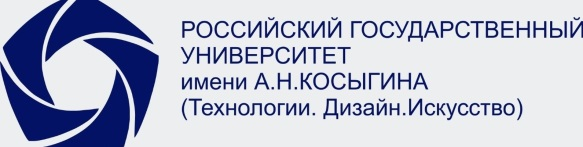 РОССИЙСКИЙ ГОСУДАРСТВЕННЫЙ
УНИВЕРСИТЕТ
имени А.Н.КОСЫГИНА
(Технологии. Дизайн.Искусство)